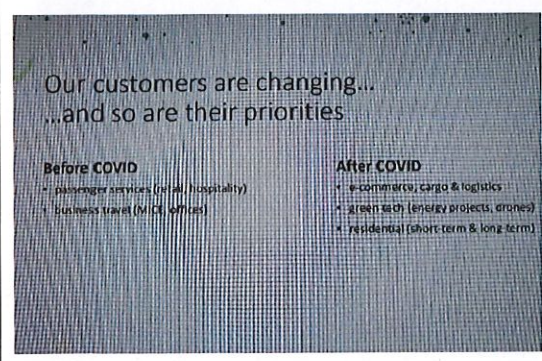 Our customers are changing...
...and so are their priorities
Before COVID
• passenger services (retail, hospitality)
• business travel (MICE, offices)
After COVID
• e-commerce, cargo & logistics
• green tech (energy projects, drones)
• residential (short-term & long-term)